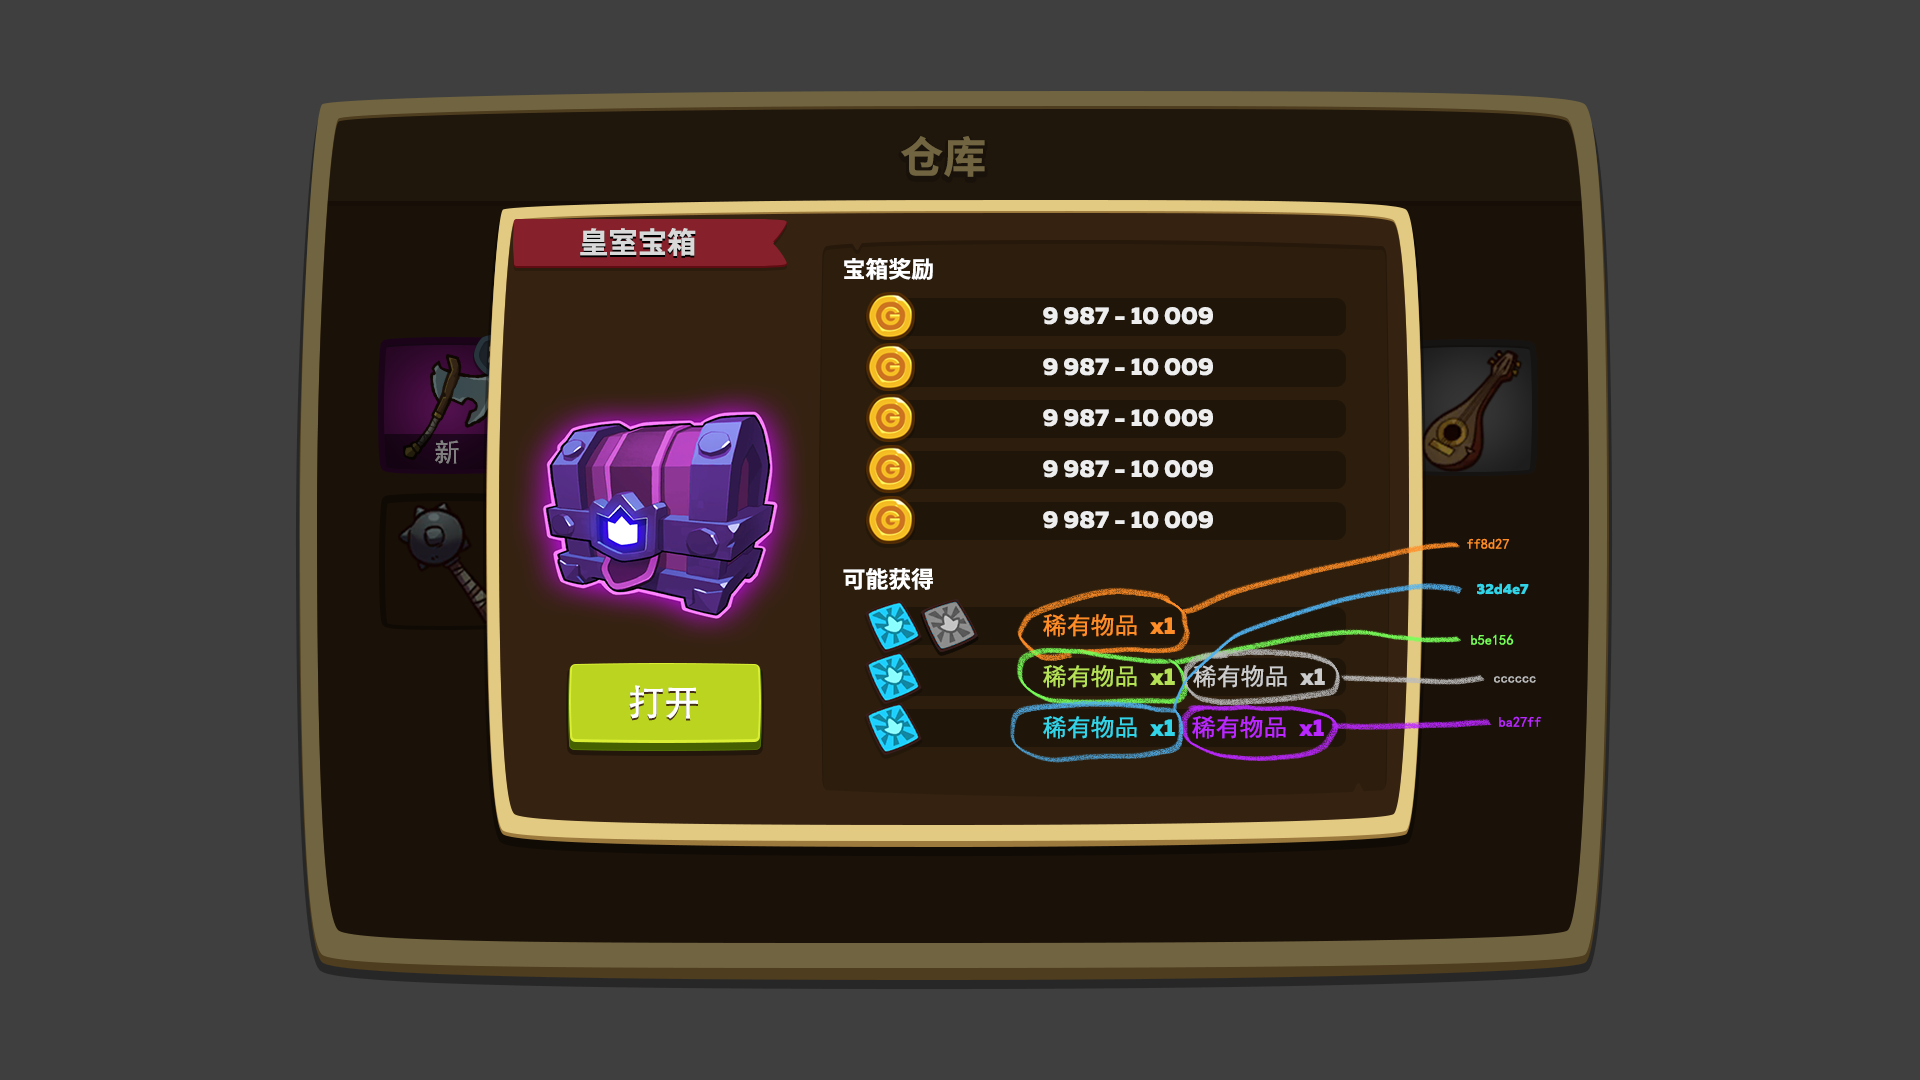 仓库
皇室宝箱
宝箱奖励
9 987 - 10 009
9 987 - 10 009
9 987 - 10 009
9 987 - 10 009
9 987 - 10 009
新
可能获得
稀有物品 x1
稀有物品 x1 稀有物品 x1
稀有物品 x1 稀有物品 x1
打开
ff8d27
32d4e7
b5e156
cccccc
ba27ff